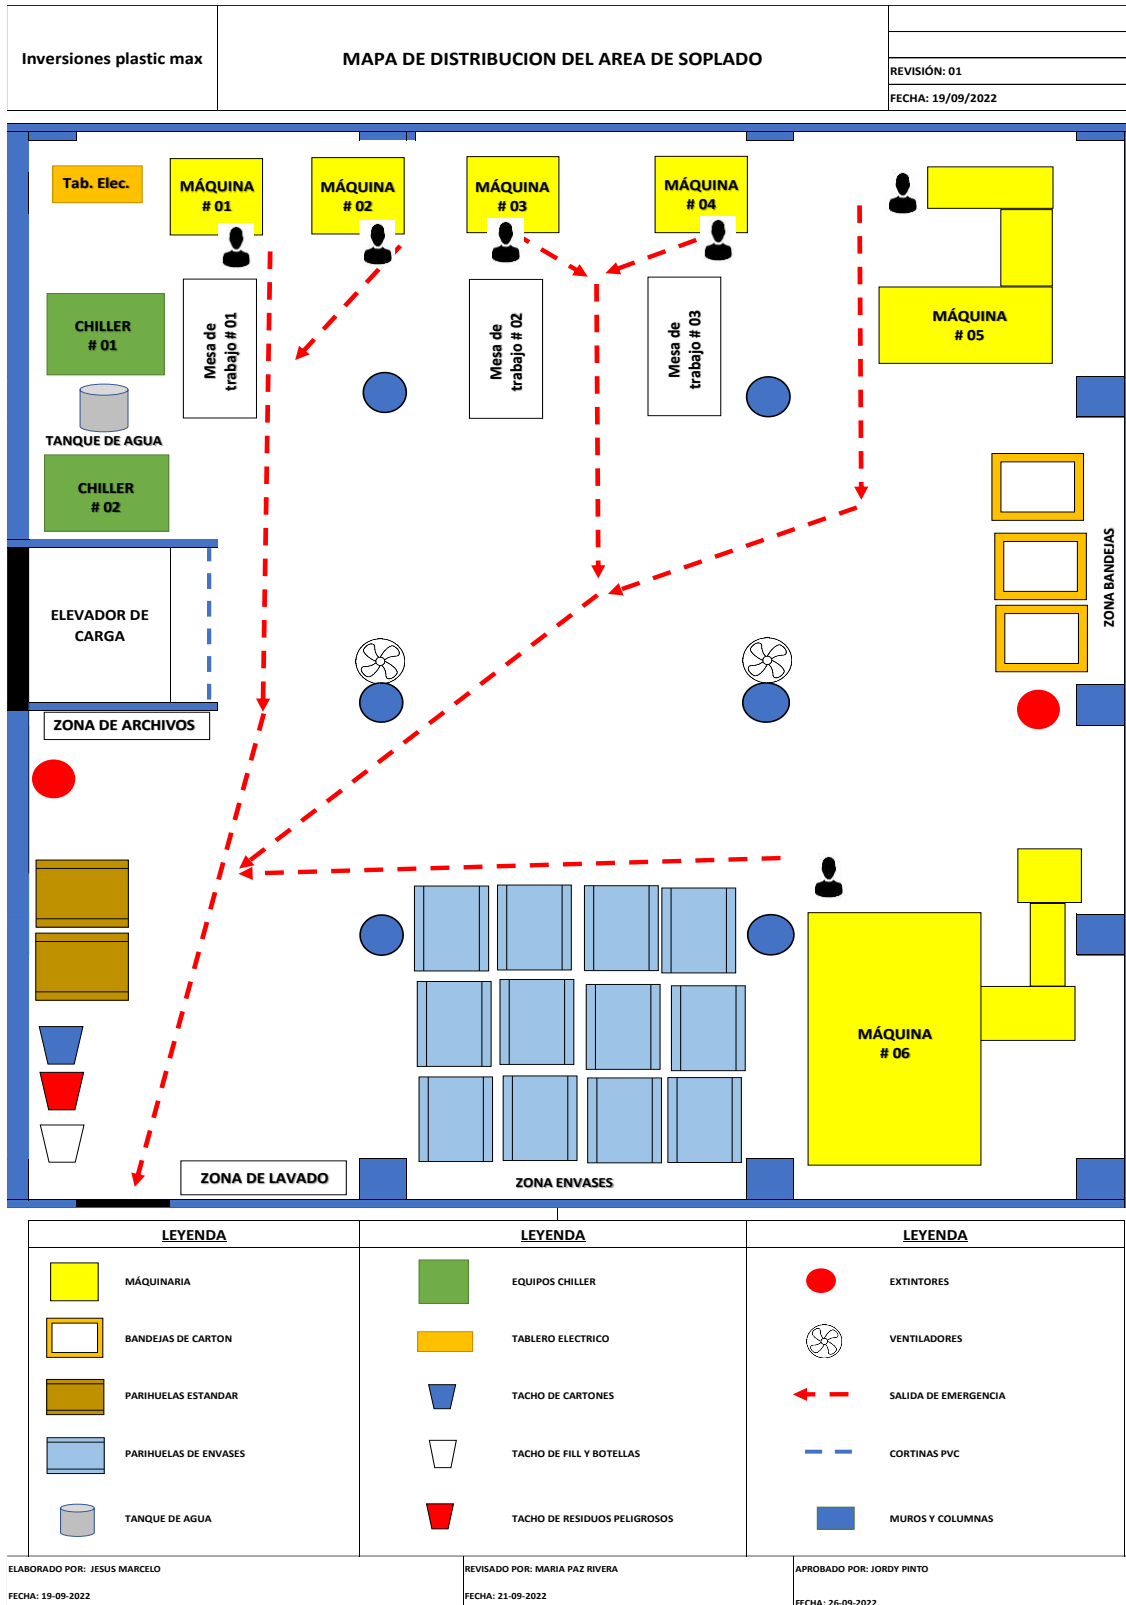 Inversiones plastic max
MAPA DE DISTRIBUCION DEL AREA DE SOPLADO
REVISIÓN: 01
FECHA: 19/09/2022
Tab. Elec.
MÁQUINA
# 01
MÁQUINA
# 02
MÁQUINA
# 03
MÁQUINA
# 04
MÁQUINA
# 05
CHILLER
# 01
Mesa de
trabajo # 01
Mesa de
trabajo # 02
Mesa de
trabajo # 03
TANQUE DE AGUA
CHILLER
# 02
ZONA BANDEJAS
ELEVADOR DE
CARGA
ZONA DE ARCHIVOS
MÁQUINA
# 06
ZONA DE LAVADO
ZONA ENVASES
LEYENDA
MÁQUINARIA
BANDEJAS DE CARTON
PARIHUELAS ESTANDAR
PARIHUELAS DE ENVASES
TANQUE DE AGUA
LEYENDA
EQUIPOS CHILLER
TABLERO ELECTRICO
TACHO DE CARTONES
TACHO DE FILL Y BOTELLAS
TACHO DE RESIDUOS PELIGROSOS
LEYENDA
EXTINTORES
VENTILADORES
SALIDA DE EMERGENCIA
CORTINAS PVC
MUROS Y COLUMNAS
ELABORADO POR: JESUS MARCELO
FECHA: 19-09-2022
REVISADO POR: MARIA PAZ RIVERA
FECHA: 21-09-2022
APROBADO POR: JORDY PINTO
FECHA: 26-09-2022